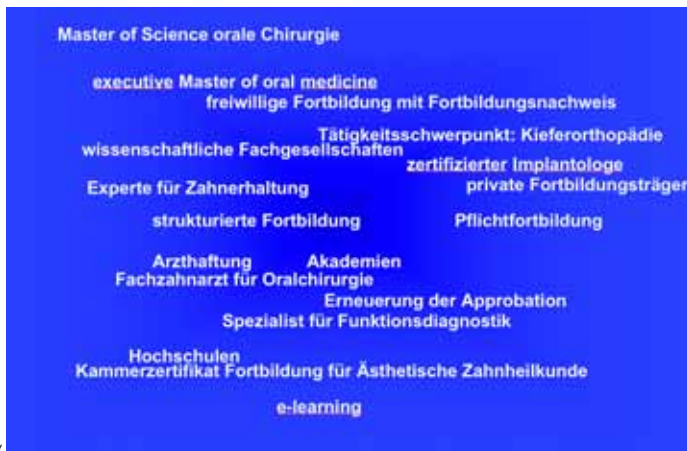 Master of Science orale Chirurgie
executive Master of oral medicine
freiwillige Fortbildung mit Fortbildungsnachweis
Tätigkeitsschwerpunkt: Kieferorthopädie
wissenschaftliche Fachgesellschaften
zertifizierter Implantologe
Experte für Zahnerhaltung private Fortbildungsträger
strukturierte Fortbildung Pflichtfortbildung
Arzthaftung Akademien
Fachzahnarzt für Oralchirurgie
Erneuerung der Approbation
Spezialist für Funktionsdiagnostik
Hochschulen
Kammerzertifikat Fortbildung für Ästhetische Zahnheilkunde
e-learning